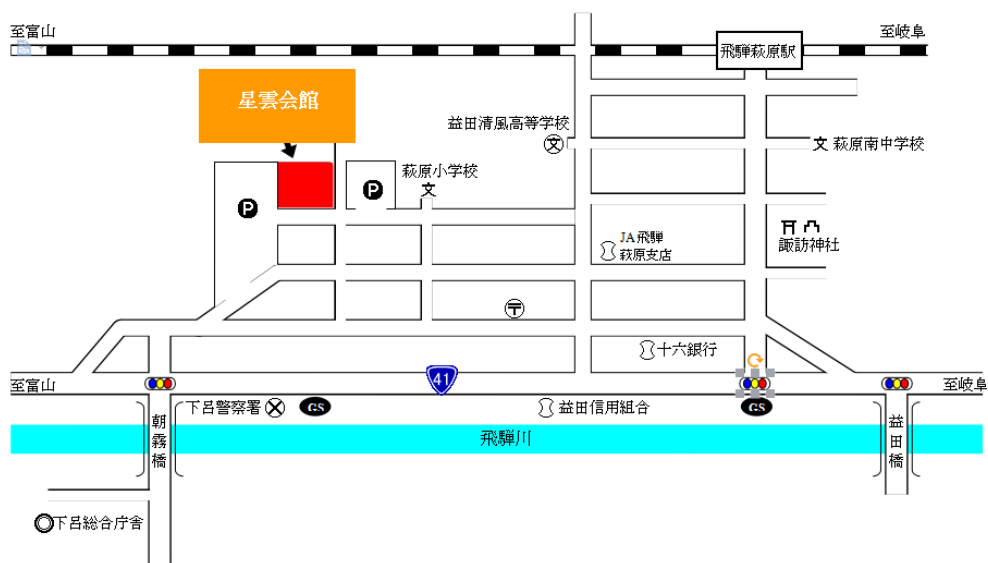 至富山
至岐阜
飛騨萩原駅
星雲会館
益田清風高等学校
文
文 萩原南中学校
萩原小学校
文
P
P
JA飛騨
萩原支店
諏訪神社
十六銀行
41
至富山
至岐阜
下呂警察署
GS
益田信用組合
GS
朝霧橋
飛騨川
益田橋
下呂総合庁舎